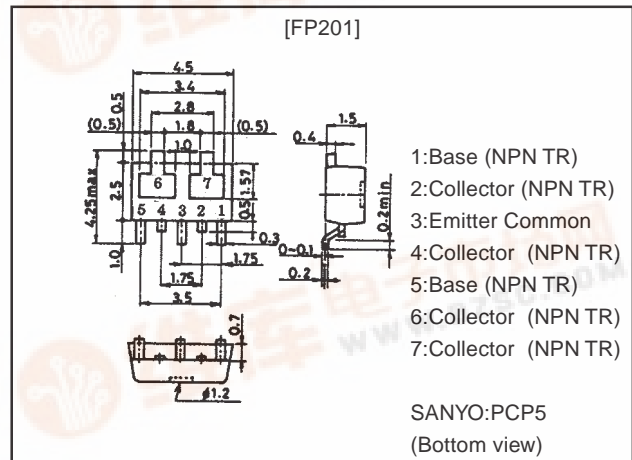 [FP201]
4.5
3.4
2.8
(0.5) 1.8 (0.5)
1.0
0.5
4.25max
2.5
6 7
1.57
5 4 3 2 1
0.5
0.3
1.0
1.75
1.75
3.5
1.5
0.4
0.2min
0~0.1
0.2
0.7
ø1.2
1:Base (NPN TR)
2:Collector (NPN TR)
3:Emitter Common
4:Collector (NPN TR)
5:Base (NPN TR)
6:Collector (NPN TR)
7:Collector (NPN TR)
SANYO:PCP5
(Bottom view)